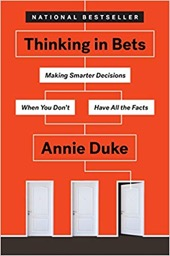 NATIONAL BESTSELLER
Thinking in Bets
Making Smarter Decisions
When You Don't
Have All the Facts
Annie Duke